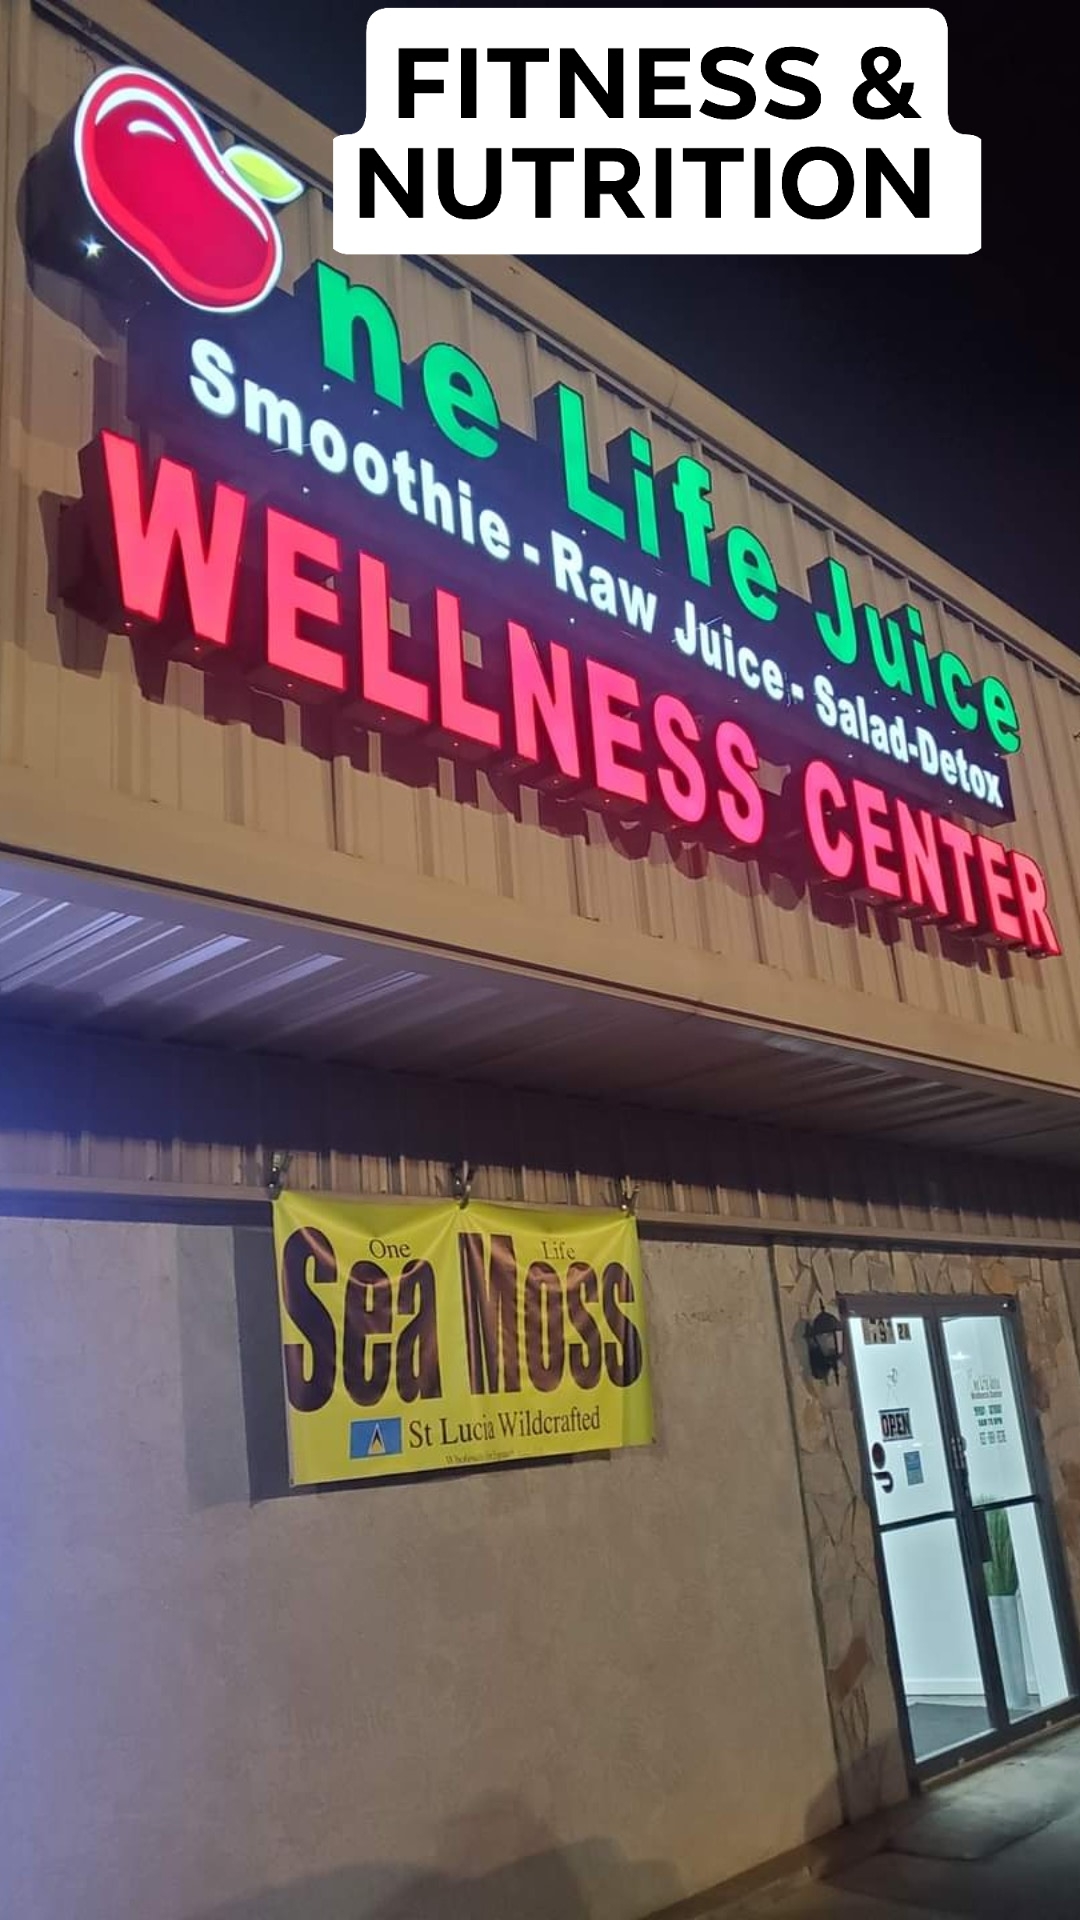 FITNESS &
NUTRITION
ne Life Juice
Smoothie - Raw Juice - Salad-Detox
WELLNESS CENTER
One Life
Sea Moss
St Lucia Wildcrafted
OPEN